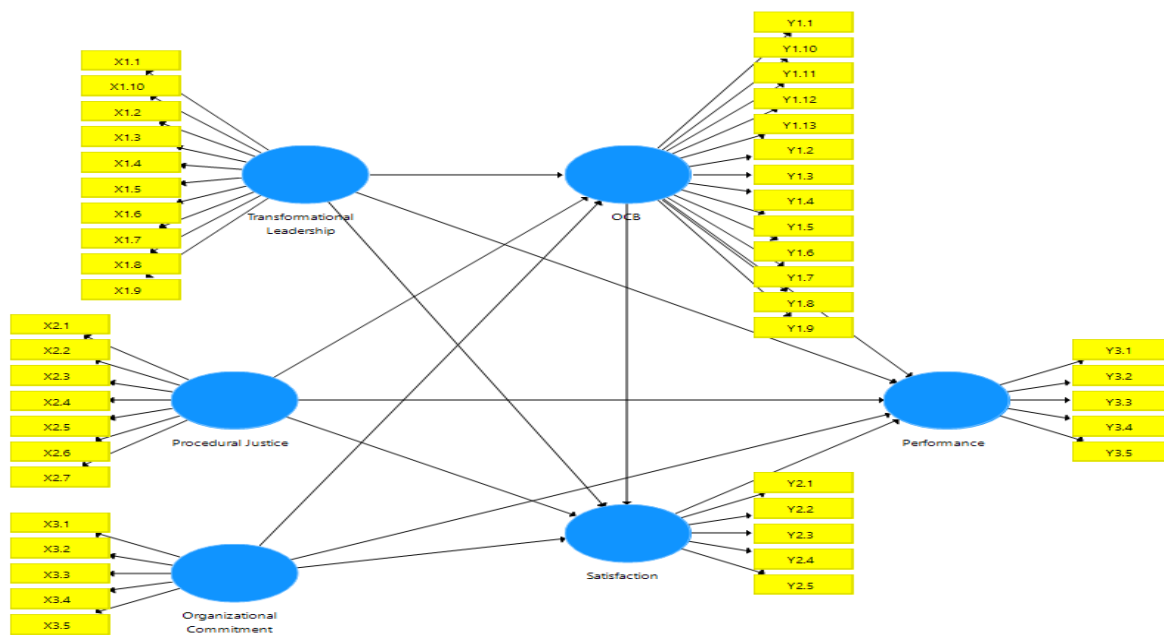 X1.1
X1.10
X1.2
X1.3
X1.4
X1.5
X1.6
X1.7
X1.8
X1.9
Transformational
Leadership
Y1.1
Y1.10
Y1.11
Y1.12
Y1.13
Y1.2
Y1.3
Y1.4
Y1.5
Y1.6
Y1.7
Y1.8
Y1.9
OCB
X2.1
X2.2
X2.3
X2.4
X2.5
X2.6
X2.7
Procedural Justice
Y3.1
Y3.2
Y3.3
Y3.4
Y3.5
Performance
X3.1
X3.2
X3.3
X3.4
X3.5
Organizational
Commitment
Y2.1
Y2.2
Y2.3
Y2.4
Y2.5
Satisfaction